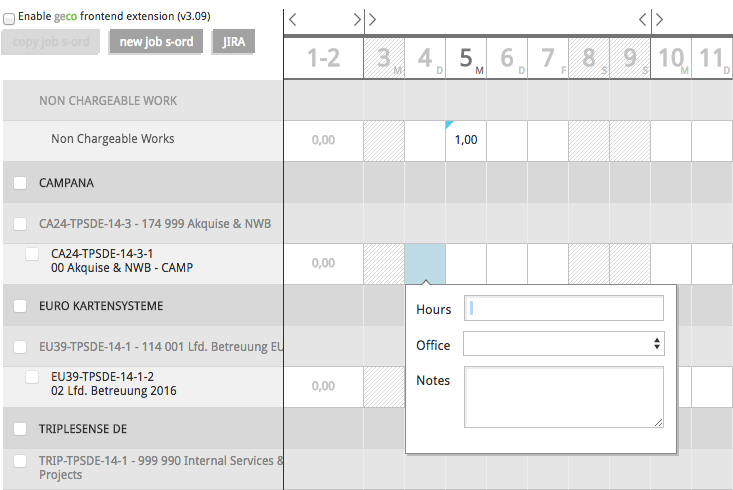 Enable geco frontend extension (v3.09)
copy job s-ord new job s-ord JIRA
1-2 3 M 4 D 5 M 6 D 7 F 8 S 9 S 10 M 11 D
NON CHARGEABLE WORK
Non Chargeable Works 0,00 1,00
CAMPANA
CA24-TPSDE-14-3 - 174 999 Akquise & NWB
CA24-TPSDE-14-3-1
00 Akquise & NWB - CAMP 0,00
EURO KARTENSYSTEME
EU39-TPSDE-14-1 - 114 001 Lfd. Betreuung EU
EU39-TPSDE-14-1-2
02 Lfd. Betreuung 2016 0,00
TRIPLESENSE DE
TRIP-TPSDE-14-1 - 999 990 Internal Services &
Projects
Hours
Office
Notes